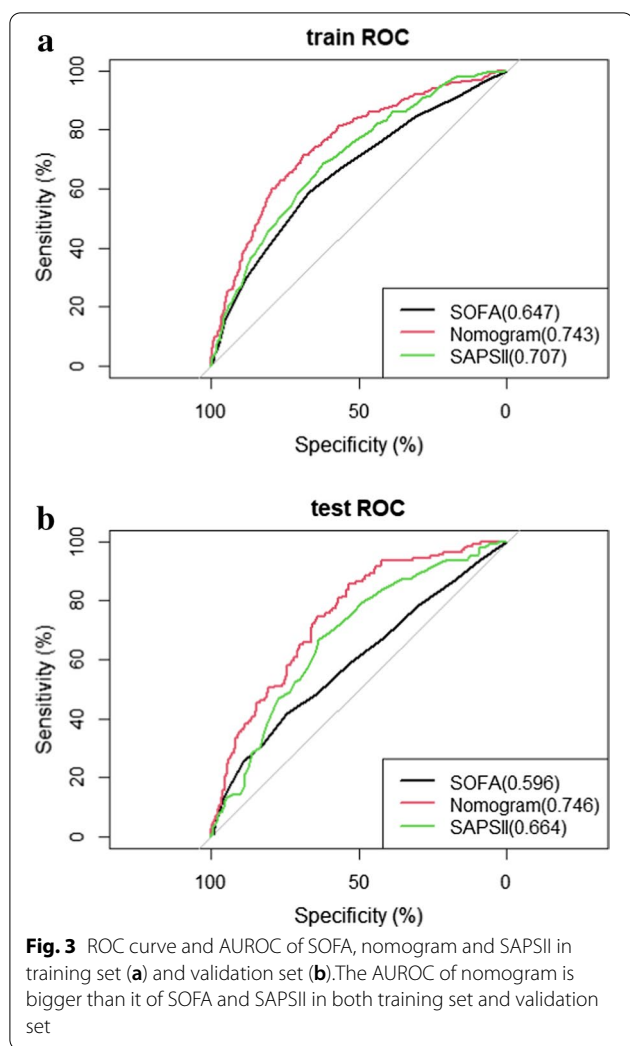 a
train ROC
Sensitivity (%)
0 20 40 60 80 100
SOFA(0.647)
Nomogram(0.743)
SAPSII(0.707)
100 50 0
Specificity (%)
b
test ROC
Sensitivity (%)
0 20 40 60 80 100
SOFA(0.596)
Nomogram(0.746)
SAPSII(0.664)
100 50 0
Specificity (%)
Fig. 3 ROC curve and AUROC of SOFA, nomogram and SAPSII in
training set (a) and validation set (b).The AUROC of nomogram is
bigger than it of SOFA and SAPSII in both training set and validation
set